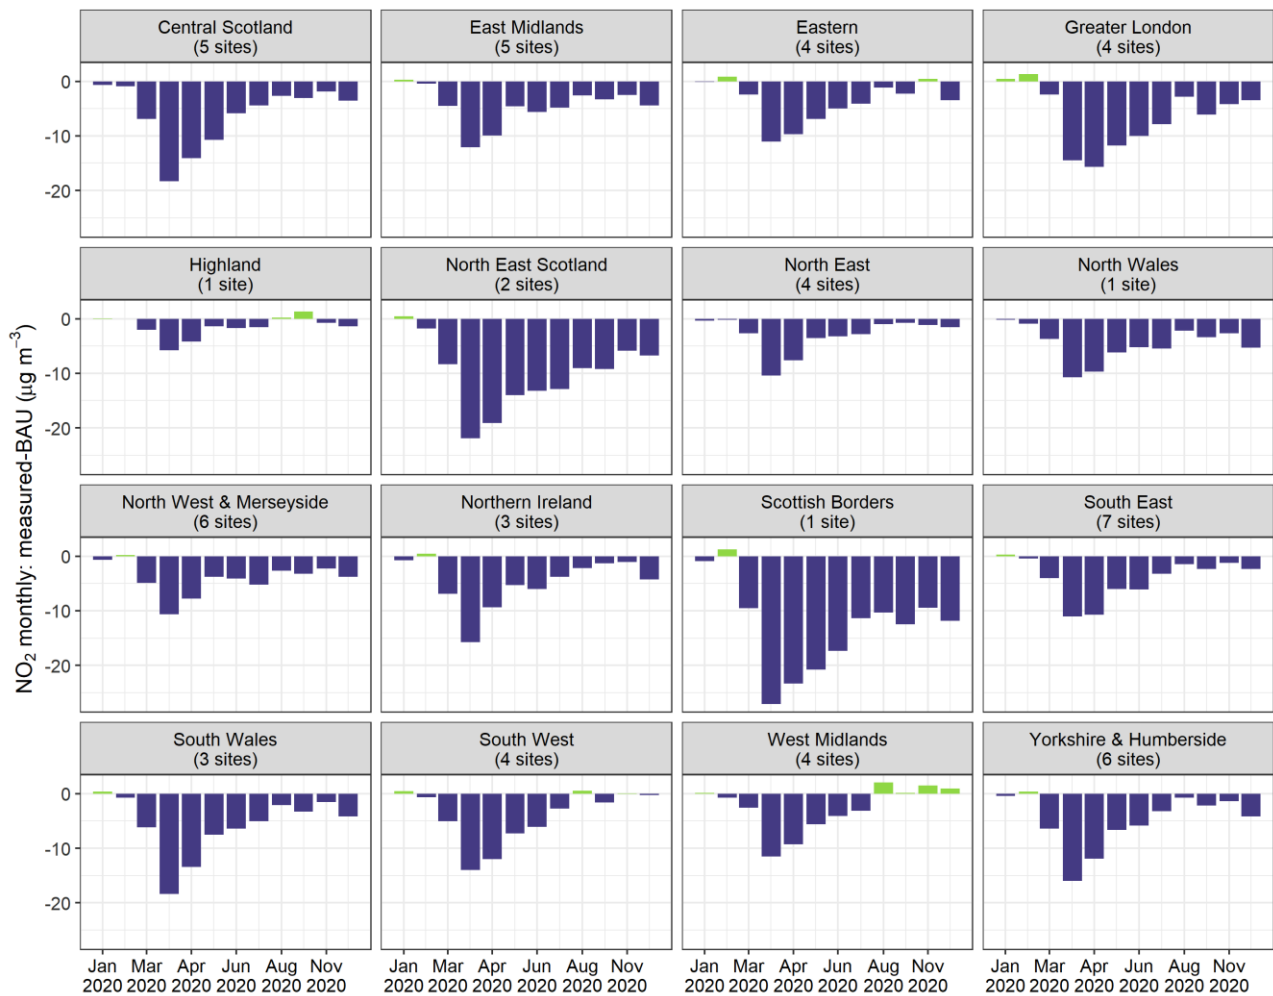 Central Scotland
(5 sites)
East Midlands
(5 sites)
Eastern
(4 sites)
Greater London
(4 sites)
0
-10
-20
Highland
(1 site)
North East Scotland
(2 sites)
North East
(4 sites)
North Wales
(1 site)
0
-10
-20
NO₂ monthly: measured-BAU (μg m⁻³)
North West & Merseyside
(6 sites)
Northern Ireland
(3 sites)
Scottish Borders
(1 site)
South East
(7 sites)
0
-10
-20
South Wales
(3 sites)
South West
(4 sites)
West Midlands
(4 sites)
Yorkshire & Humberside
(6 sites)
0
-10
-20
Jan Mar Apr Jun Aug Nov Jan Mar Apr Jun Aug Nov Jan Mar Apr Jun Aug Nov Jan Mar Apr Jun Aug Nov
2020 2020 2020 2020 2020 2020 2020 2020 2020 2020 2020 2020 2020 2020 2020 2020 2020 2020 2020 2020 2020 2020 2020 2020